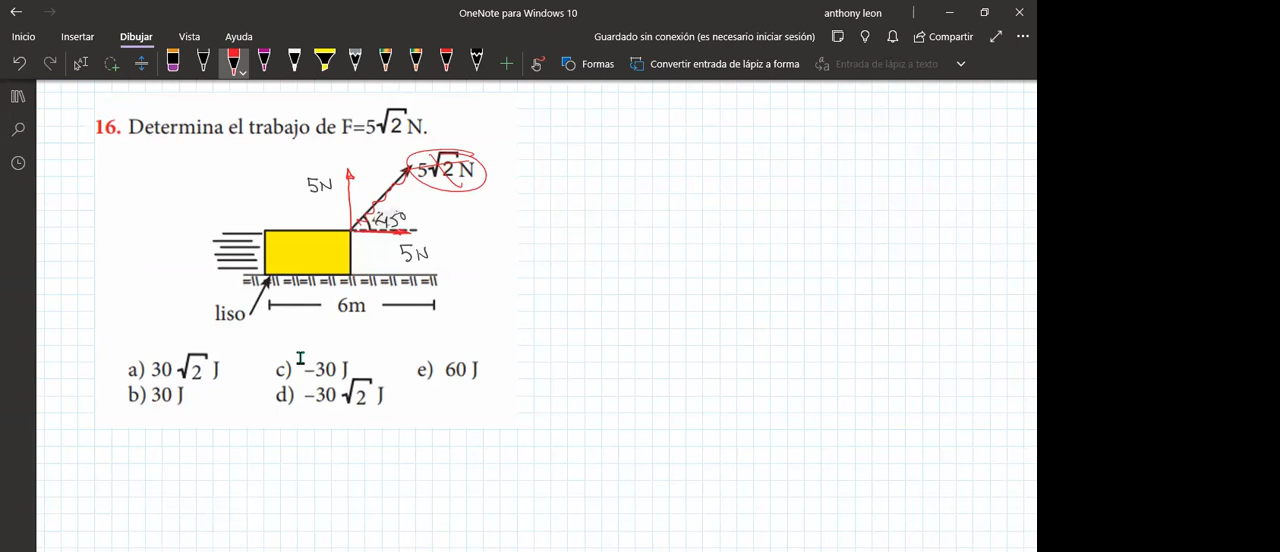 OneNote para Windows 10
anthony leon
Inicio Insertar Dibujar Vista Ayuda
Guardado sin conexión (es necesario iniciar sesión)
Compartir
Formas
Convertir entrada de lápiz a forma
Entrada de lápiz a texto
16. Determina el trabajo de F=5√2 N.
5√2 N
5N
45°
5N
liso
6m
a) 30 √2 J c) –30 J e) 60 J
b) 30 J d) –30 √2 J